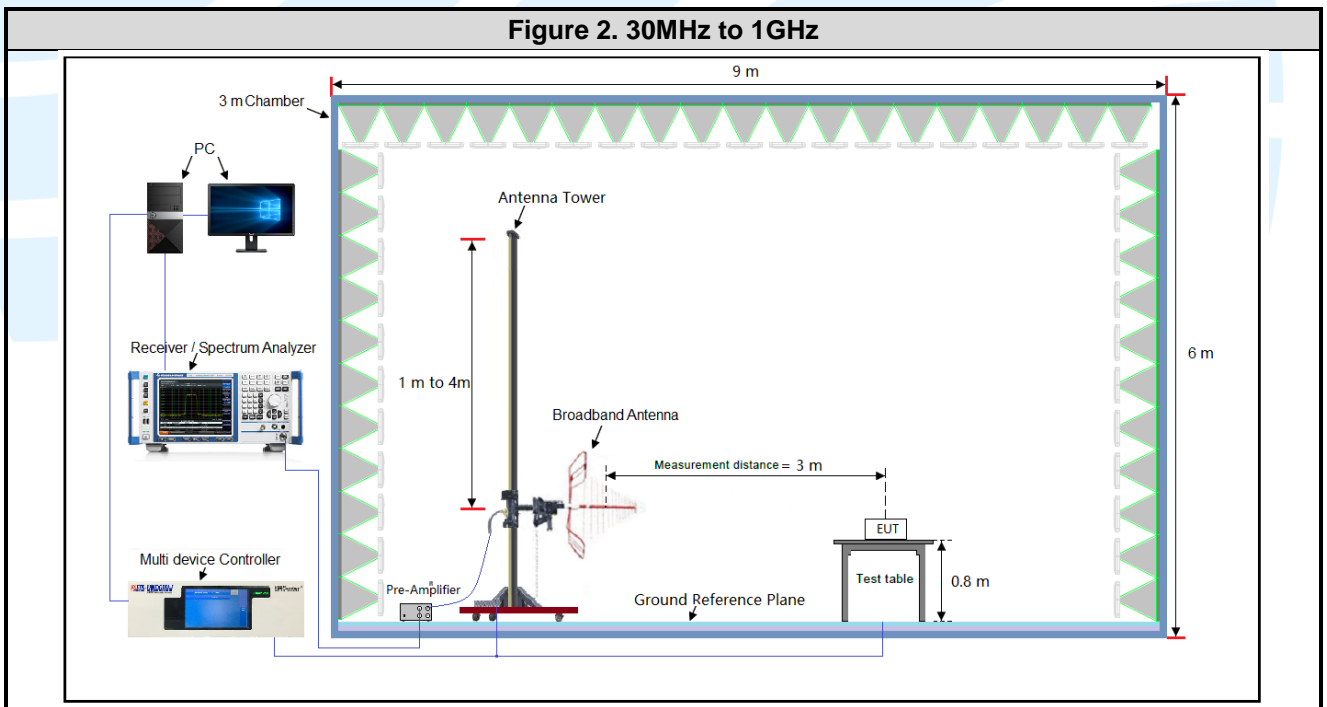 Figure 2. 30MHz to 1GHz
9 m
3 m Chamber
PC
Antenna Tower
Receiver / Spectrum Analyzer
1 m to 4m
6 m
Broadband Antenna
Measurement distance = 3 m
EUT
Multi device Controller
Test table
0.8 m
Pre-Amplifier
Ground Reference Plane